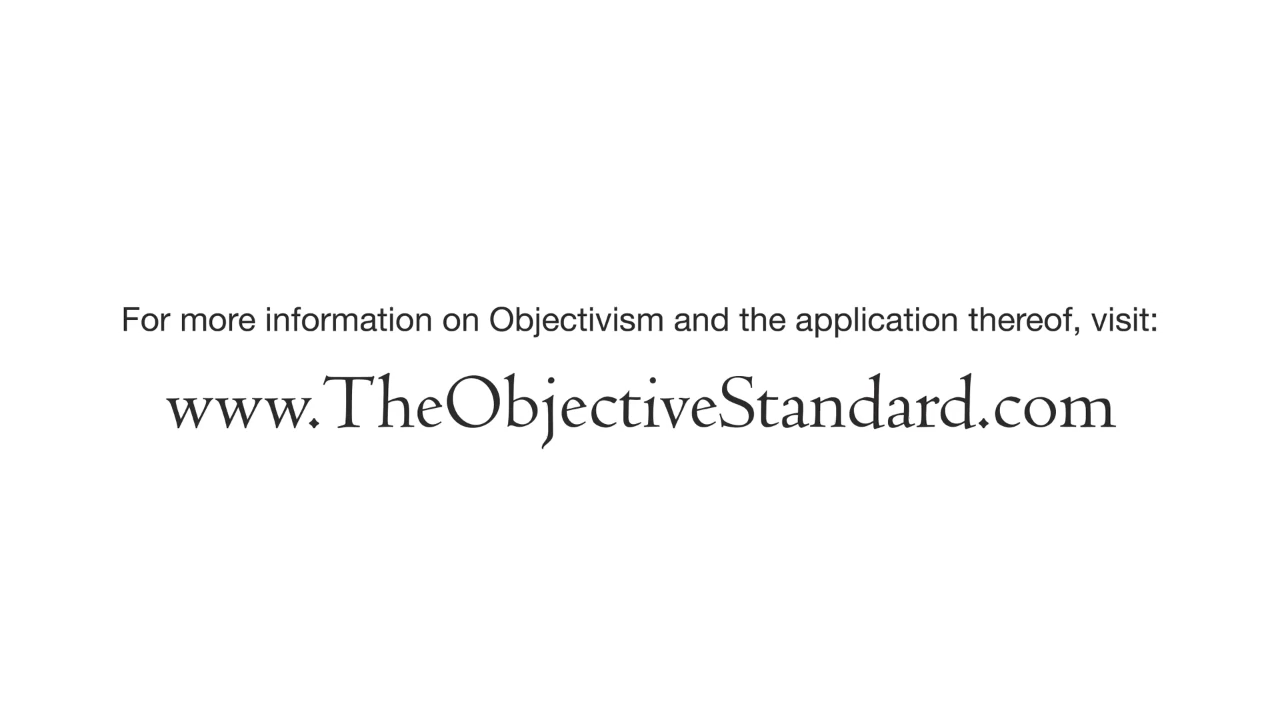 For more information on Objectivism and the application thereof, visit:
www.TheObjectiveStandard.com